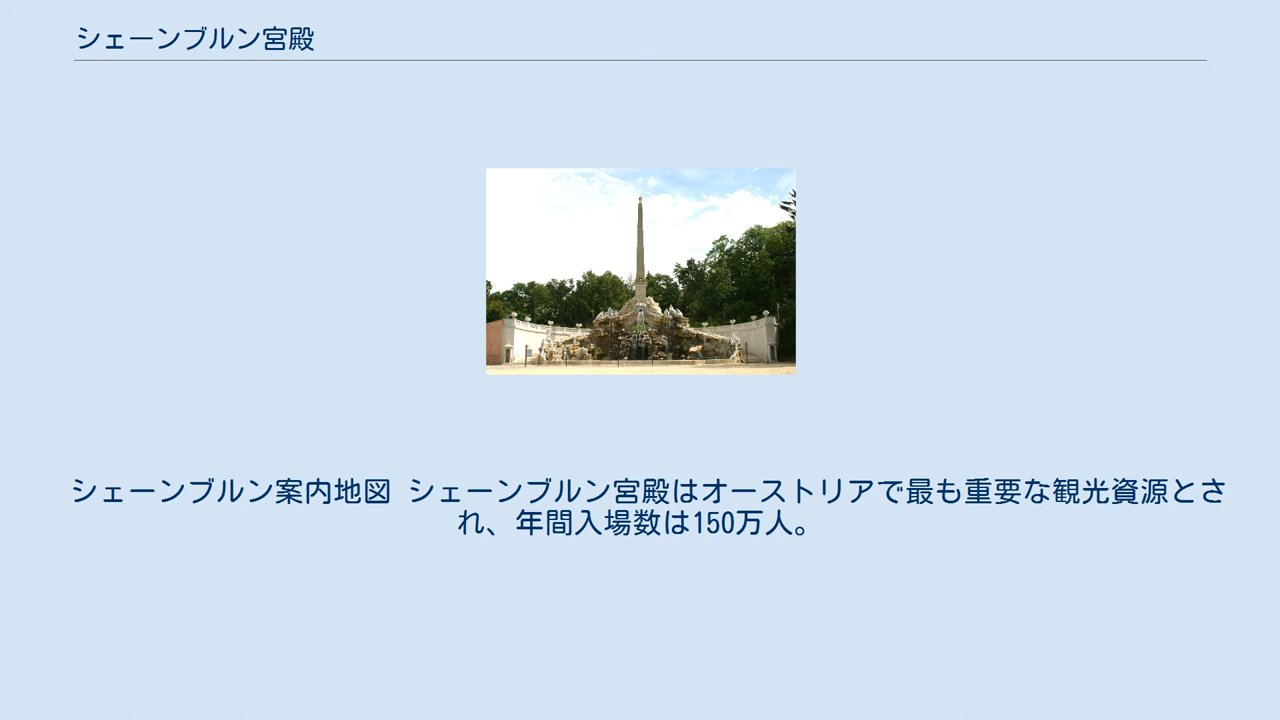 シェーンブルン宮殿
シェーンブルン案内地図 シェーンブルン宮殿はオーストリアで最も重要な観光資源とさ
れ、年間入場数は150万人。